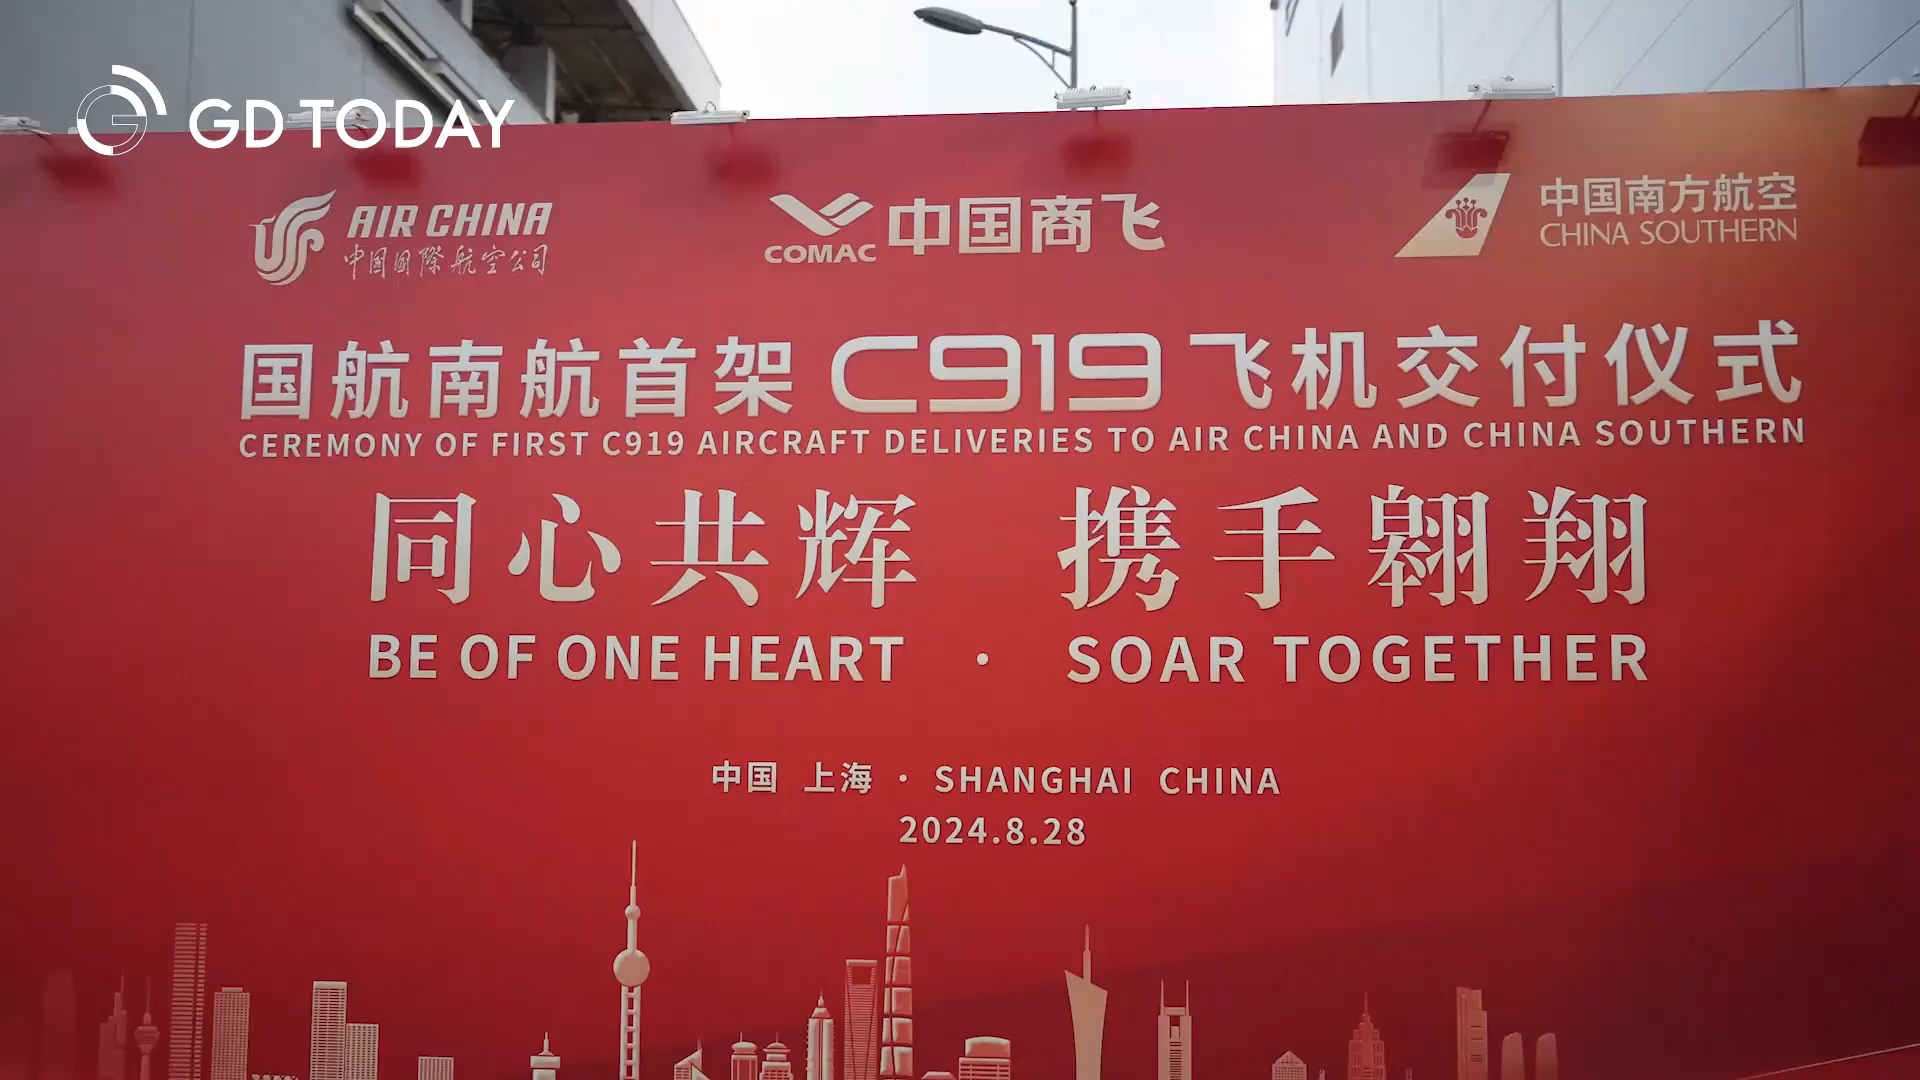 GD TODAY
AIR CHINA
中国国際航空公司
COMAC 中国商飞
中国南方航空
CHINA SOUTHERN
国航南航首架 C919 飞机交付仪式
CEREMONY OF FIRST C919 AIRCRAFT DELIVERIES TO AIR CHINA AND CHINA SOUTHERN
同心共辉 携手翱翔
BE OF ONE HEART · SOAR TOGETHER
中国 上海 · SHANGHAI CHINA
2024.8.28